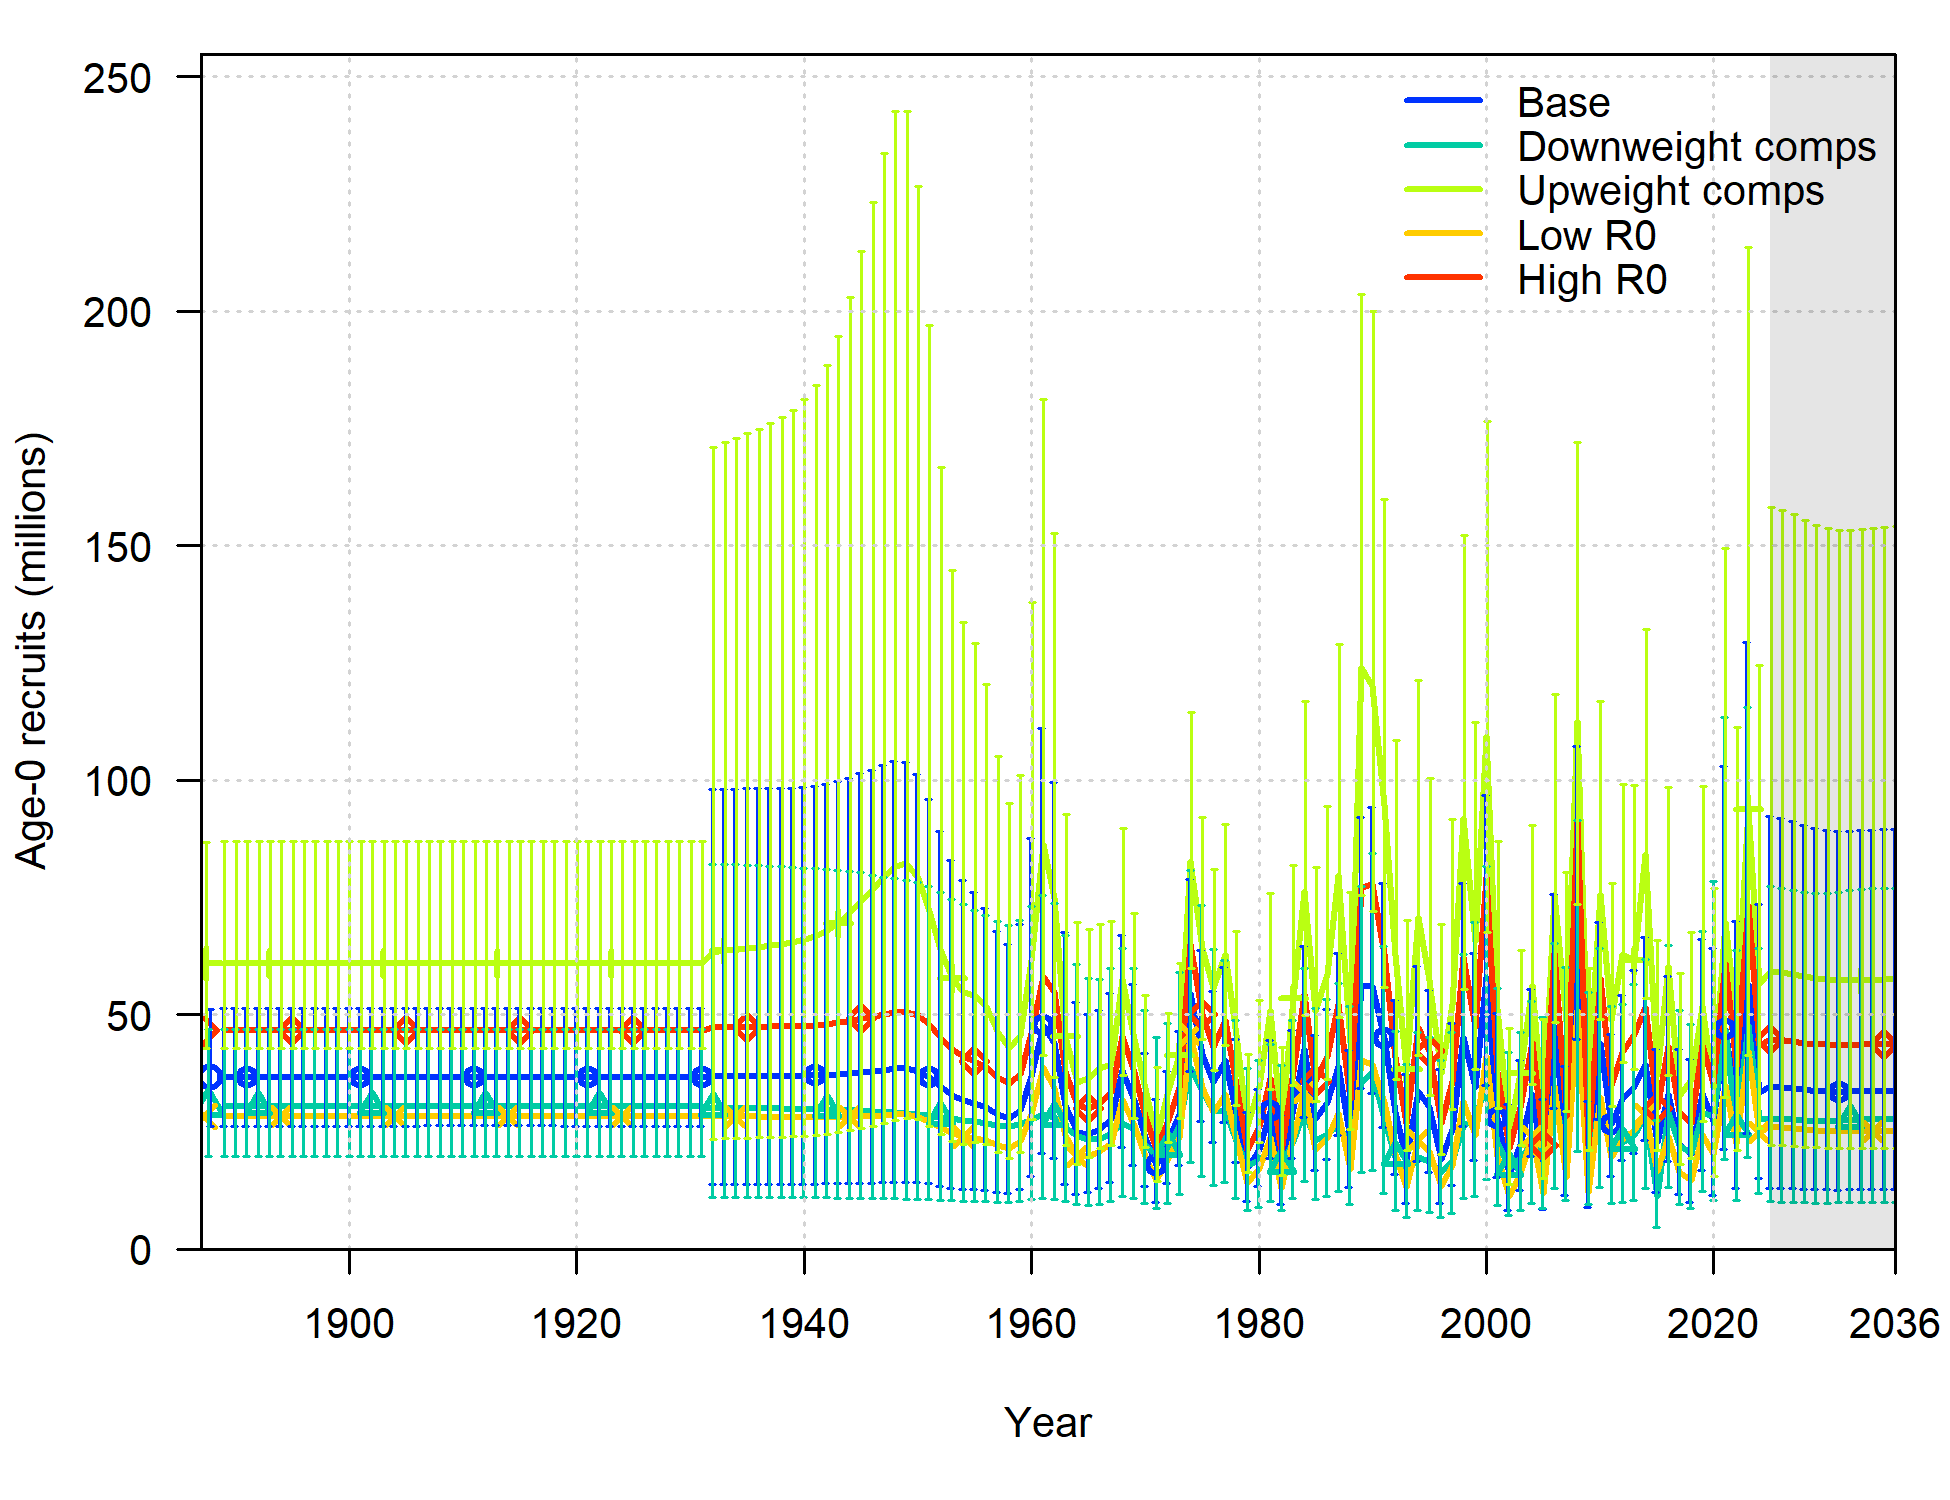 250
200
150
100
50
0
Age-0 recruits (millions)
Base
Downweight comps
Upweight comps
Low R0
High R0
1900 1920 1940 1960 1980 2000 2020 2036
Year